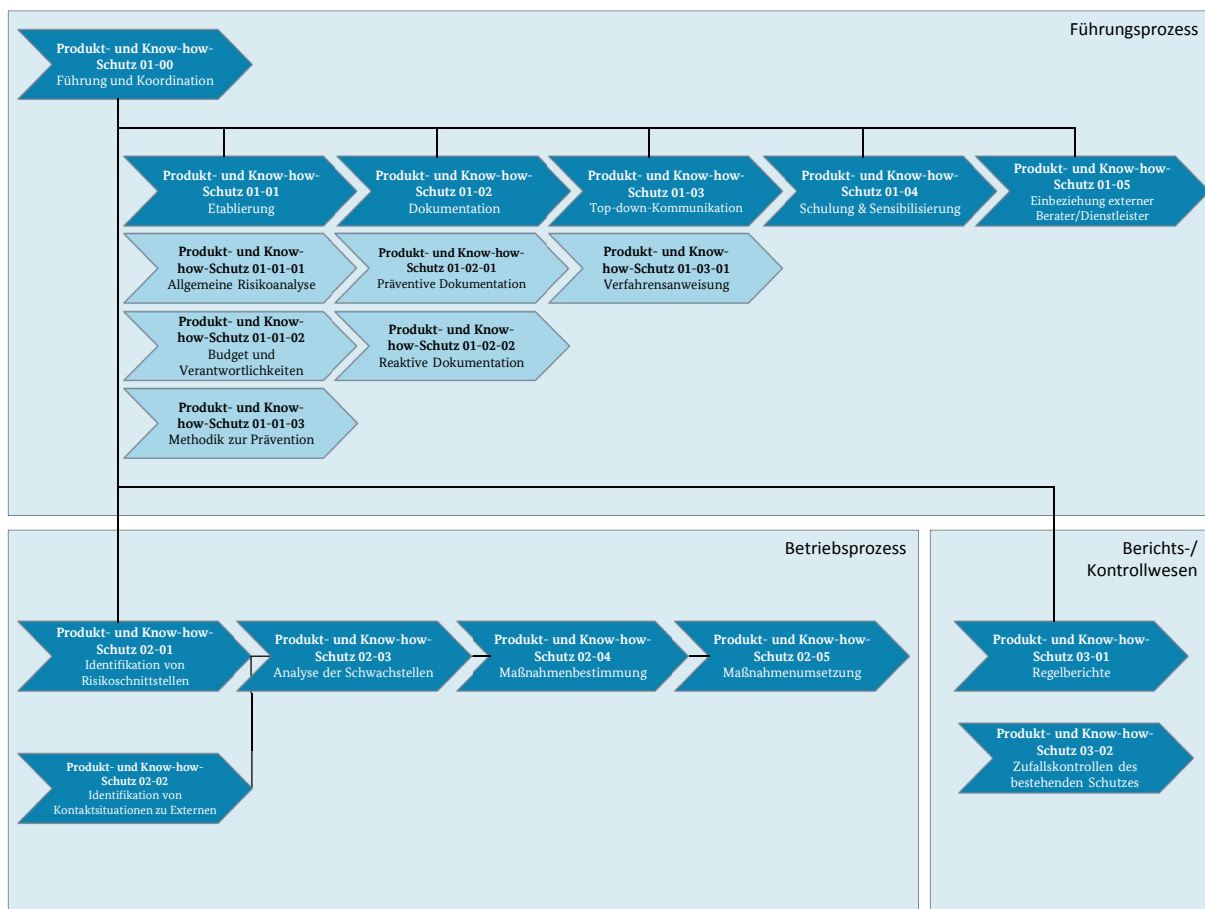 Führungsprozess
Produkt- und Know-how-
Schutz 01-00
Führung und Koordination
Produkt- und Know-how-
Schutz 01-01
Etablierung
Produkt- und Know-how-
Schutz 01-02
Dokumentation
Produkt- und Know-how-
Schutz 01-03
Top-down-Kommunikation
Produkt- und Know-how-
Schutz 01-04
Schulung & Sensibilisierung
Produkt- und Know-how-
Schutz 01-05
Einbeziehung externer
Berater/Dienstleister
Produkt- und Know-
how-Schutz 01-01-01
Allgemeine Risikoanalyse
Produkt- und Know-how-
Schutz 01-02-01
Präventive Dokumentation
Produkt- und Know-
how-Schutz 01-03-01
Verfahrensanweisung
Produkt- und Know-
how-Schutz 01-01-02
Budget und
Verantwortlichkeiten
Produkt- und Know-
how-Schutz 01-02-02
Reaktive Dokumentation
Produkt- und Know-
how-Schutz 01-01-03
Methodik zur Prävention
Betriebsprozess
Produkt- und Know-how-
Schutz 02-01
Identifikation von
Risikoschnittstellen
Produkt- und Know-how-
Schutz 02-03
Analyse der Schwachstellen
Produkt- und Know-how-
Schutz 02-04
Maßnahmenbestimmung
Produkt- und Know-how-
Schutz 02-05
Maßnahmenumsetzung
Produkt- und Know-how-
Schutz 02-02
Identifikation von
Kontaktsituationen zu Externen
Berichts-/
Kontrollwesen
Produkt- und Know-how-
Schutz 03-01
Regelberichte
Produkt- und Know-how-
Schutz 03-02
Zufallskontrollen des
bestehenden Schutzes